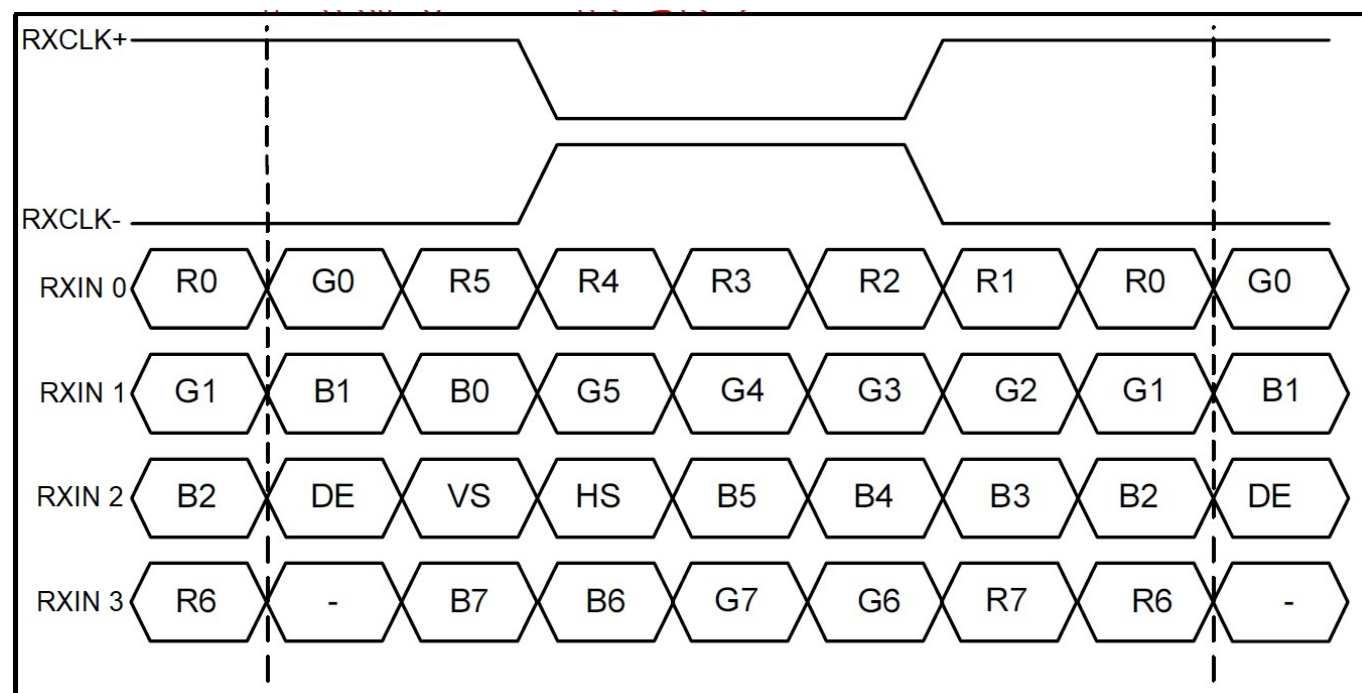 RXCLK+
RXCLK-
RXIN 0 R0 G0 R5 R4 R3 R2 R1 R0 G0
RXIN 1 G1 B1 B0 G5 G4 G3 G2 G1 B1
RXIN 2 B2 DE VS HS B5 B4 B3 B2 DE
RXIN 3 R6 - B7 B6 G7 G6 R7 R6 -